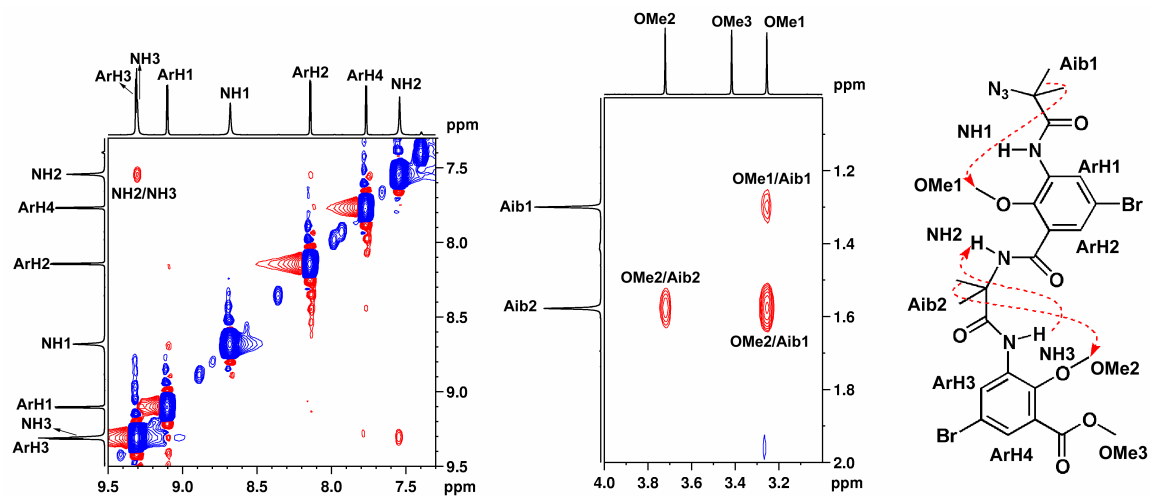 NH3
ArH3
ArH1
NH1
ArH2
ArH4
NH2
ppm
NH2
NH2/NH3
ArH4
ArH2
NH1
ArH1
NH3
ArH3
7.5
8.0
8.5
9.0
9.5
9.5 9.0 8.5 8.0 7.5 ppm
OMe2 OMe3 OMe1
ppm
Aib1
Aib2
OMe1/Aib1
OMe2/Aib2
OMe2/Aib1
1.2
1.4
1.6
1.8
2.0
4.0 3.8 3.6 3.4 3.2 ppm
Aib1
N3
O
NH1
H
N
ArH1
OMe1
O
Br
NH2
H
ArH2
N
O
Aib2
O
H
N
NH3
OMe2
ArH3
O
Br
O
OMe3
ArH4
O